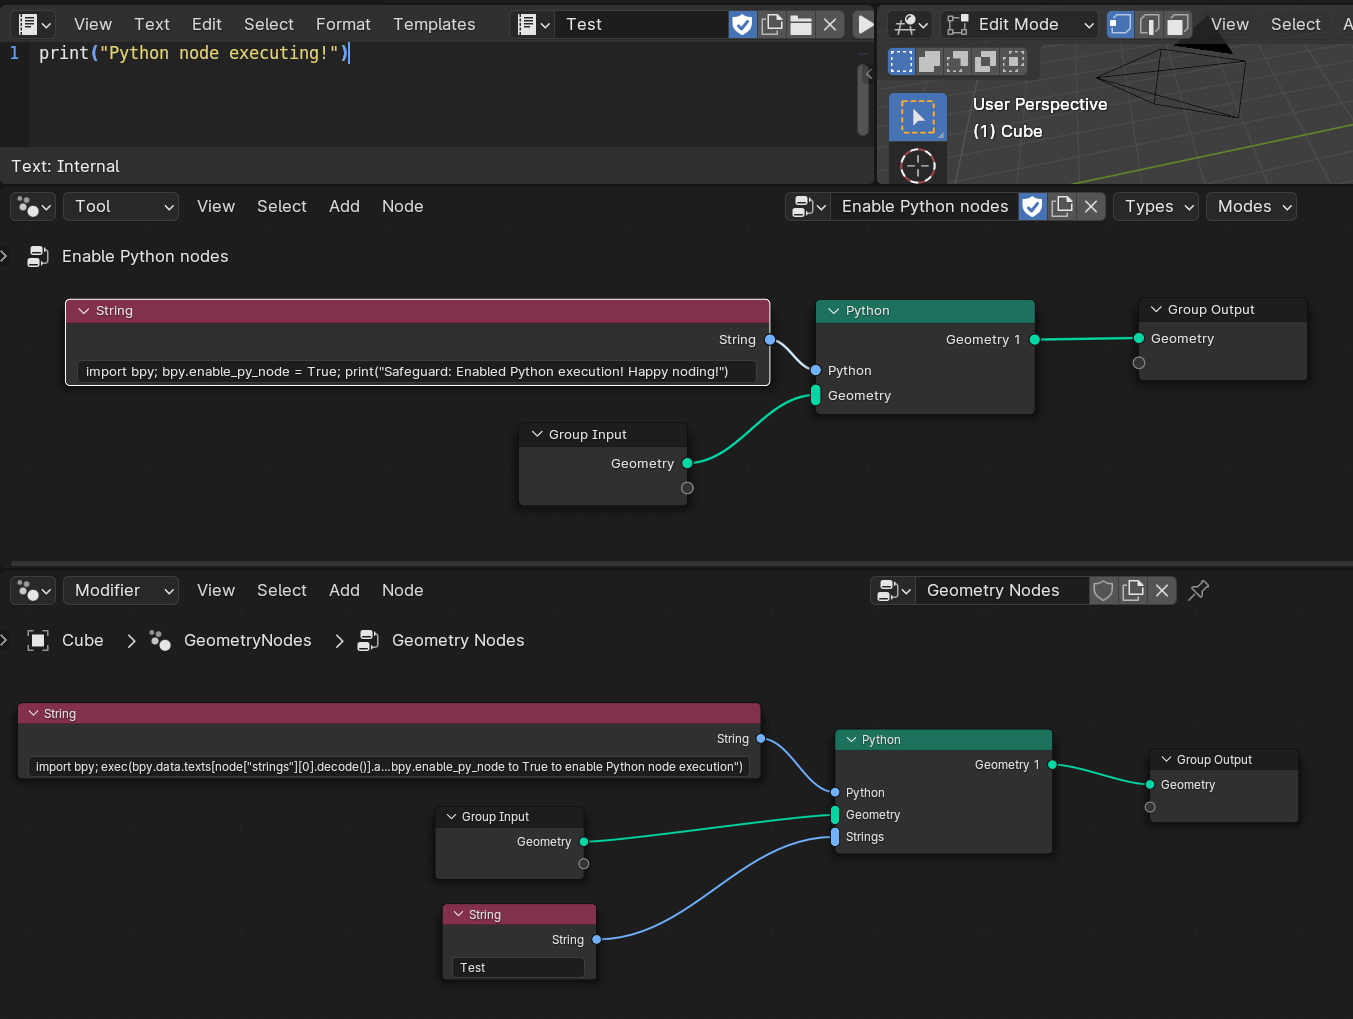 View Text Edit Select Format Templates Test
1 print("Python node executing!")
Text: Internal
Edit Mode View Select A
User Perspective
(1) Cube
Tool View Select Add Node Enable Python nodes Types Modes
Enable Python nodes
String
String
import bpy; bpy.enable_py_node = True; print("Safeguard: Enabled Python execution! Happy noding!")
Python
Geometry 1
Python
Geometry
Group Output
Geometry
Group Input
Geometry
Modifier View Select Add Node Geometry Nodes
Cube GeometryNodes Geometry Nodes
String
String
import bpy; exec(bpy.data.texts[node["strings"][0].decode()].a...bpy.enable_py_node to True to enable Python node execution")
Python
Geometry 1
Python
Geometry
Strings
Group Output
Geometry
Group Input
Geometry
String
String
Test